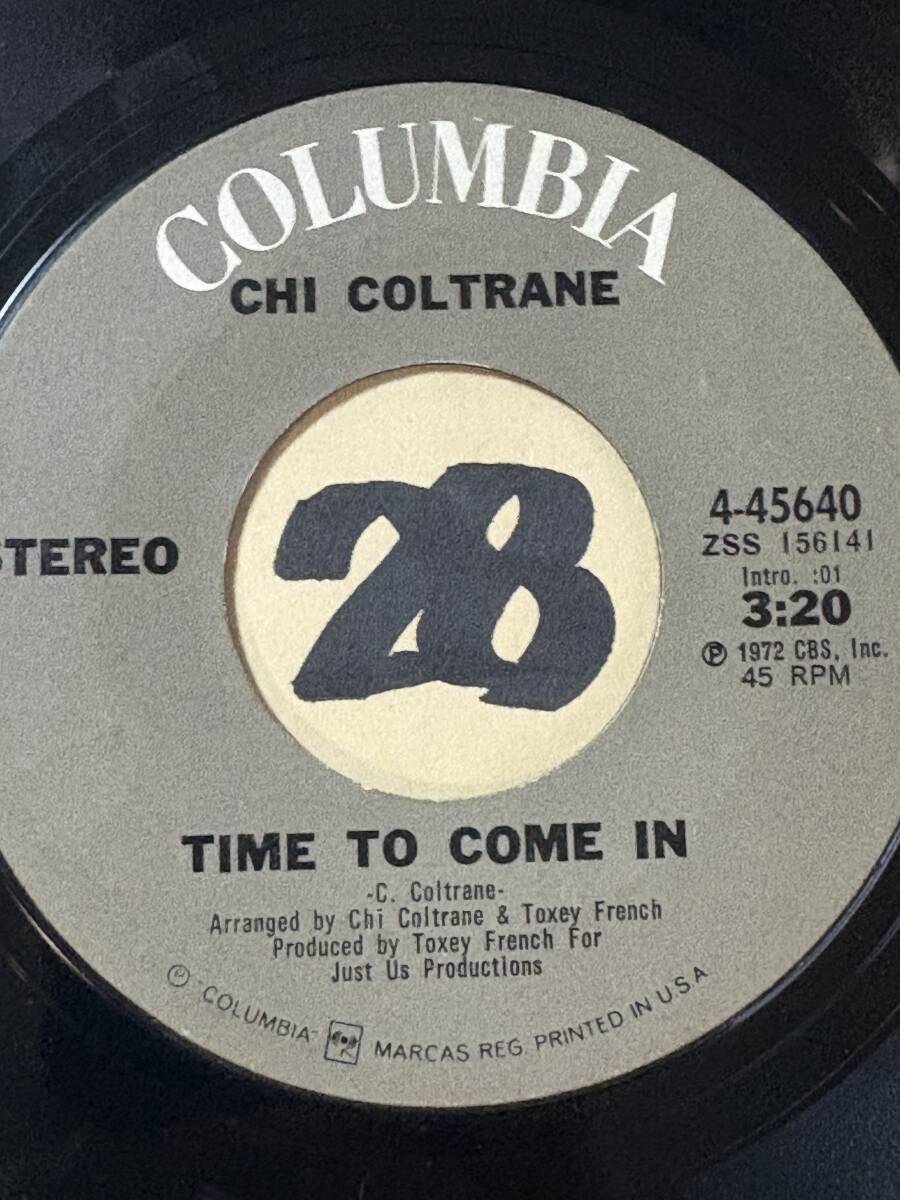 COLUMBIA
CHI COLTRANE
28
STEREO
4-45640
ZSS 156141
Intro. :01
3:20
Ⓟ 1972 CBS, Inc.
45 RPM
TIME TO COME IN
-C. Coltrane-
Arranged by Chi Coltrane & Toxey French
Produced by Toxey French For
Just Us Productions
© "COLUMBIA" MARCAS REG. PRINTED IN U.S.A.